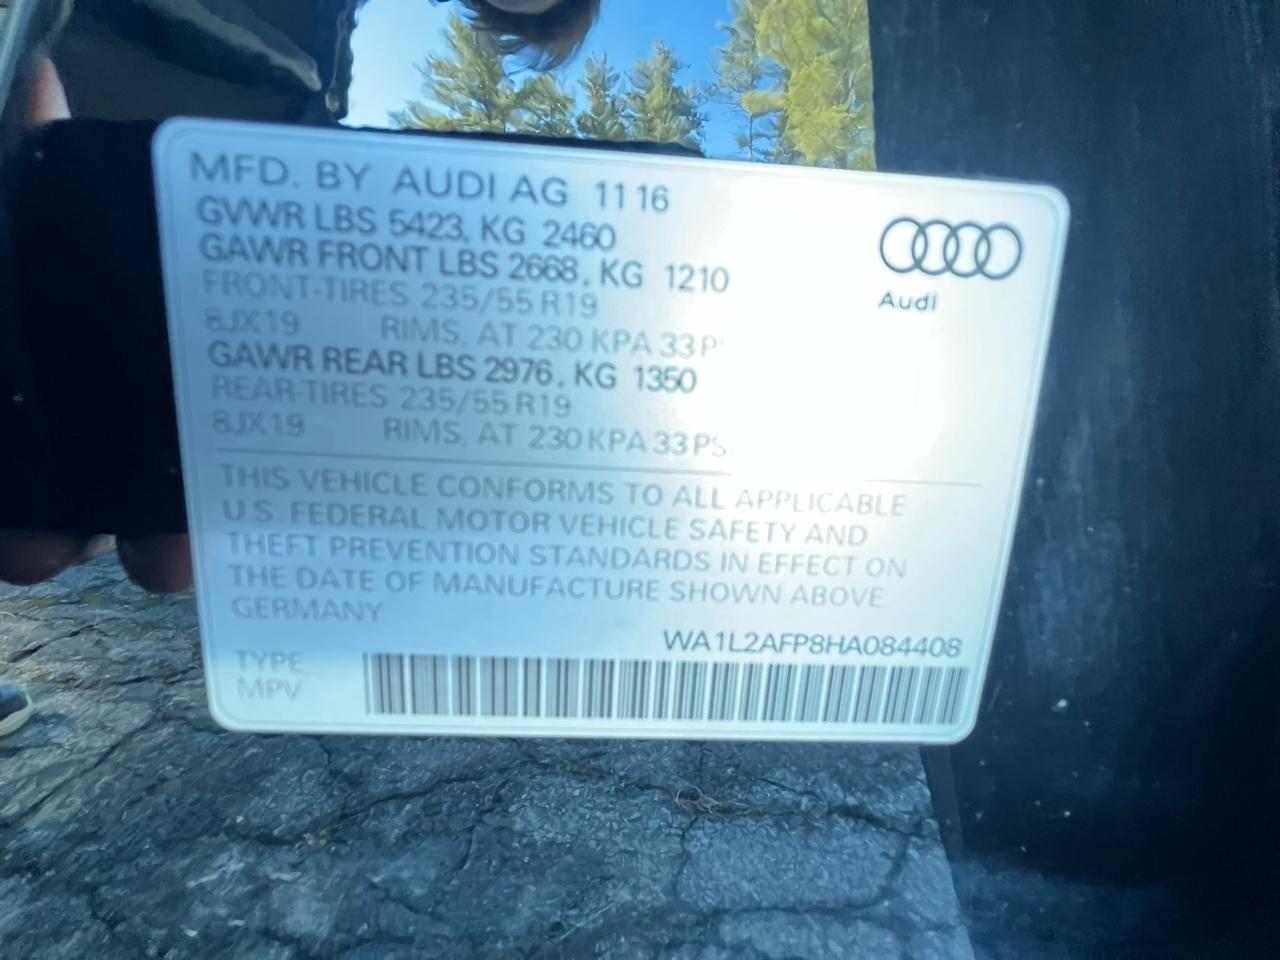 MFD. BY AUDI AG 11 16
GVWR LBS 5423, KG 2460
GAWR FRONT LBS 2668, KG 1210
FRONT-TIRES 235/55 R19
8JX19 RIMS, AT 230 KPA 33
GAWR REAR LBS 2976, KG 1350
REAR-TIRES 235/55 R19
8JX19 RIMS, AT 230 KPA 33 PS
Audi
THIS VEHICLE CONFORMS TO ALL APPLICABLE
U.S. FEDERAL MOTOR VEHICLE SAFETY AND
THEFT PREVENTION STANDARDS IN EFFECT ON
THE DATE OF MANUFACTURE SHOWN ABOVE
GERMANY
WA1L2AFP8HA084408
TYPE
MPV